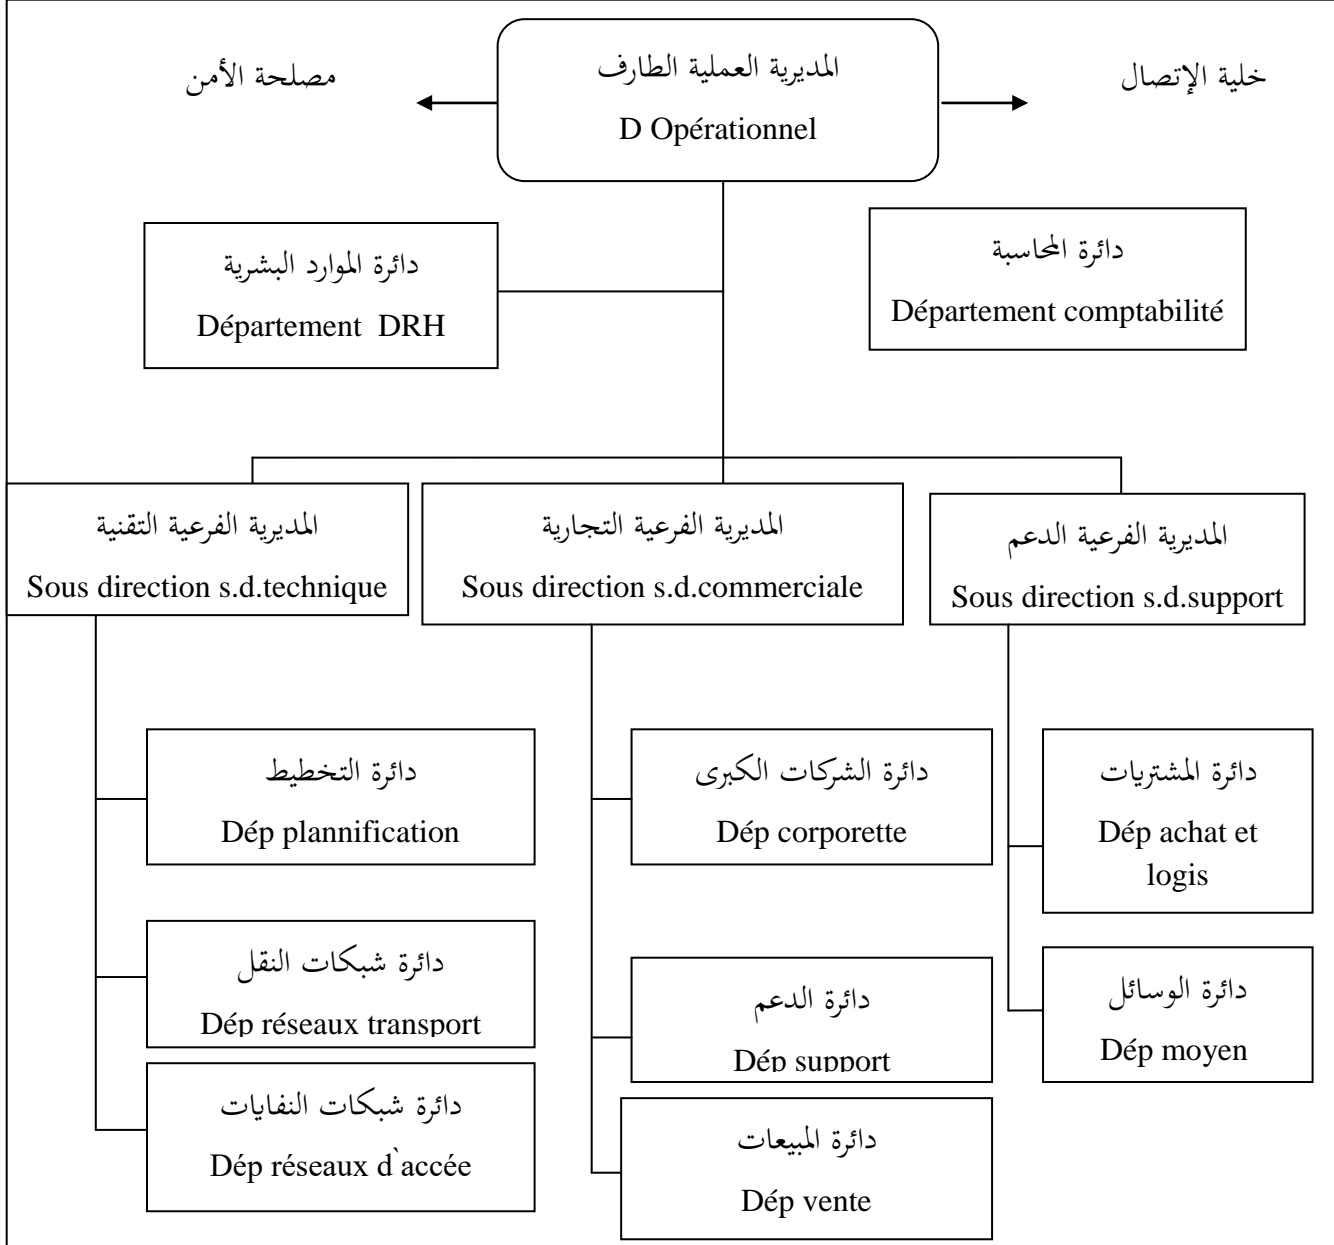 خلية الإتصال
المديرية العملية الطارف
D Opérationnel
مصلحة الأمن
دائرة المحاسبة
Département comptabilité
دائرة الموارد البشرية
Département DRH
المديرية الفرعية التقنية
Sous direction s.d.technique
المديرية الفرعية التجارية
Sous direction s.d.commerciale
المديرية الفرعية الدعم
Sous direction s.d.support
دائرة التخطيط
Dép plannification
دائرة شبكات النقل
Dép réseaux transport
دائرة شبكات النفايات
Dép réseaux d`accée
دائرة الشركات الكبرى
Dép corporette
دائرة الدعم
Dép support
دائرة المبيعات
Dép vente
دائرة المشتريات
Dép achat et
logis
دائرة الوسائل
Dép moyen